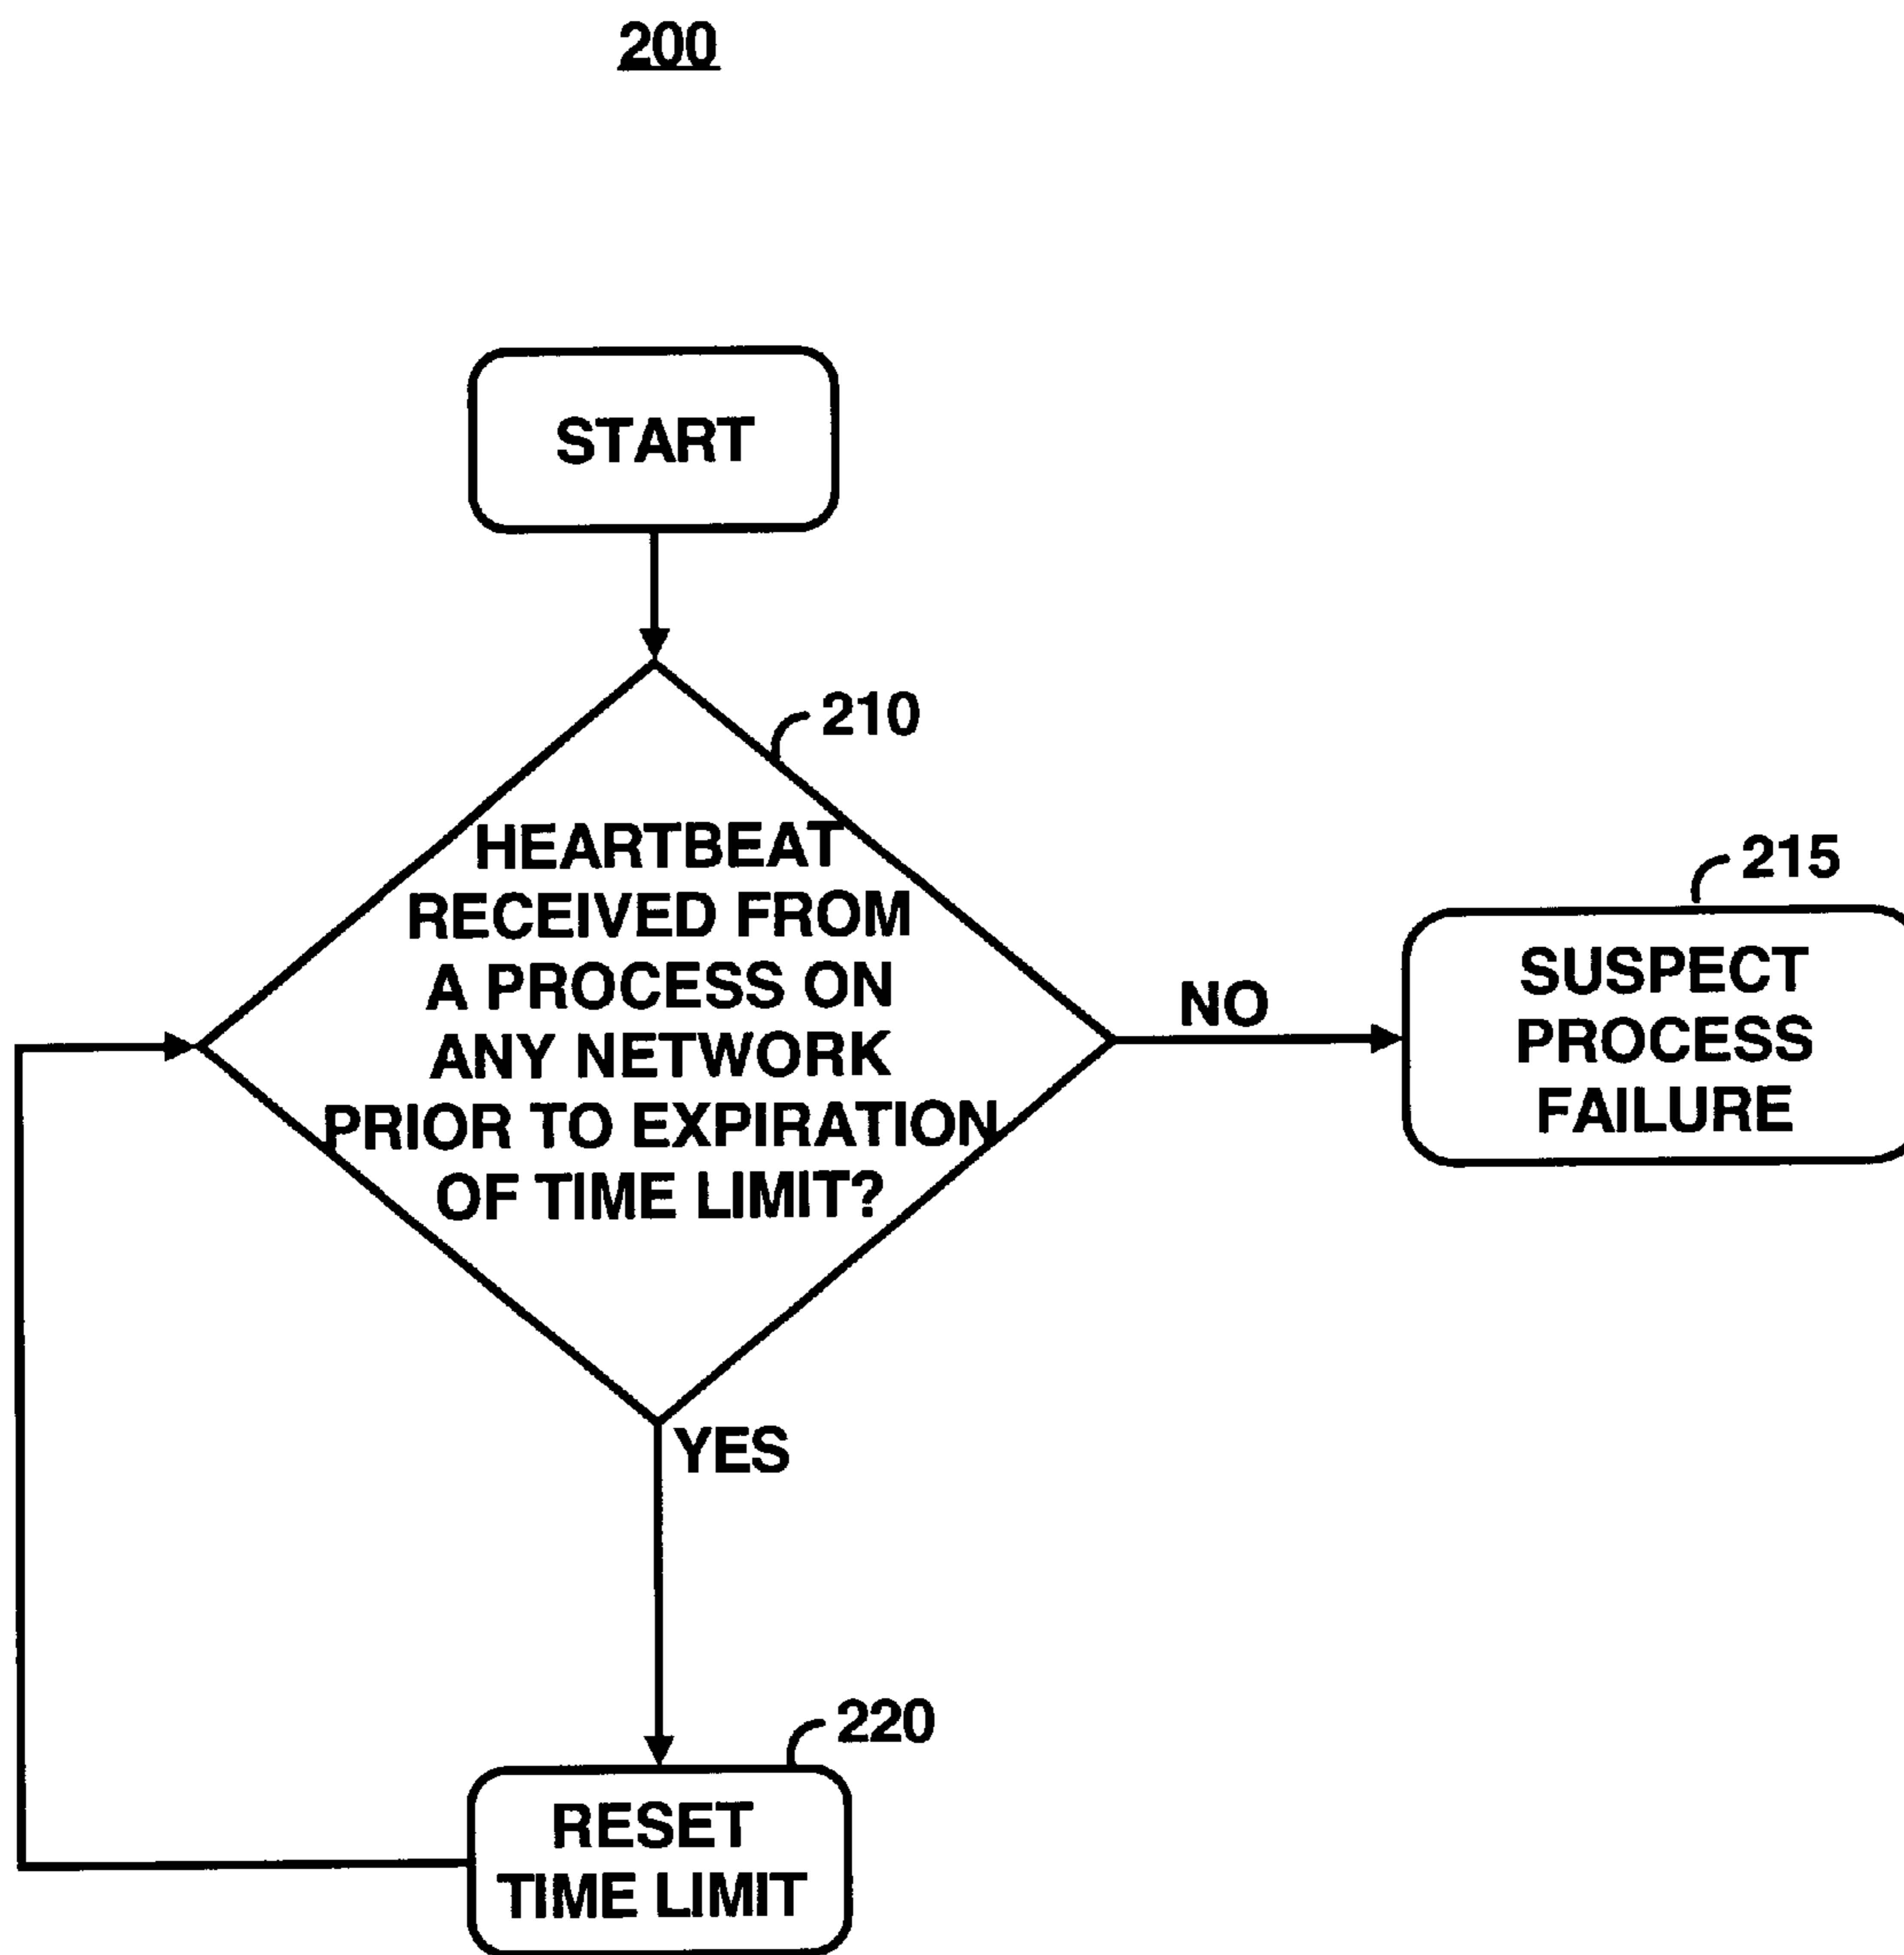 200
START
210
HEARTBEAT
RECEIVED FROM
A PROCESS ON
ANY NETWORK
PRIOR TO EXPIRATION
OF TIME LIMIT?
NO
215
SUSPECT
PROCESS
FAILURE
YES
220
RESET
TIME LIMIT